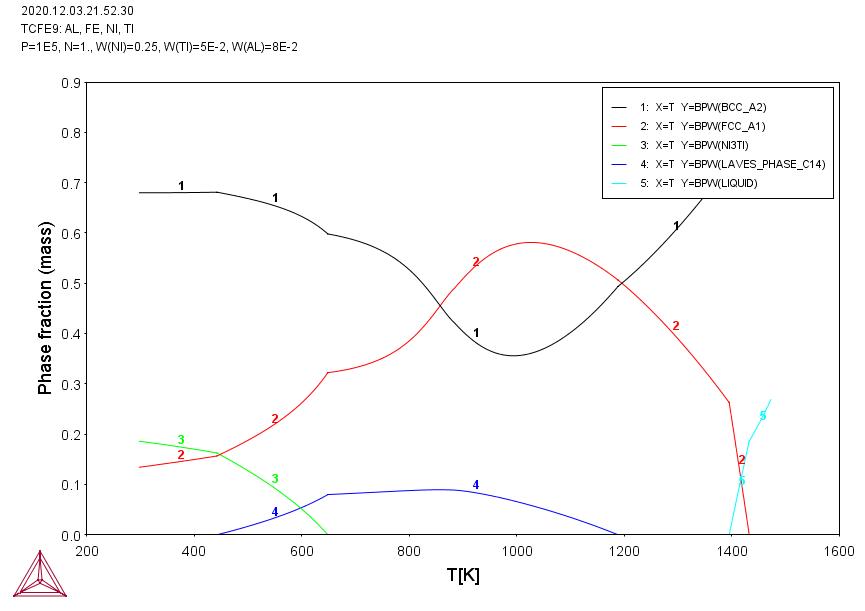 2020.12.03.21.52.30
TCFE9: AL, FE, NI, TI
P=1E5, N=1., W(NI)=0.25, W(TI)=5E-2, W(AL)=8E-2
0.9
0.8
0.7
0.6
0.5
0.4
0.3
0.2
0.1
0.0
Phase fraction (mass)
1: X=T Y=BPW(BCC_A2)
2: X=T Y=BPW(FCC_A1)
3: X=T Y=BPW(NI3TI)
4: X=T Y=BPW(LAVES_PHASE_C14)
5: X=T Y=BPW(LIQUID)
1
1
1
1
2
2
2
2
2
3
3
4
4
5
5
200 400 600 800 1000 1200 1400 1600
T[K]